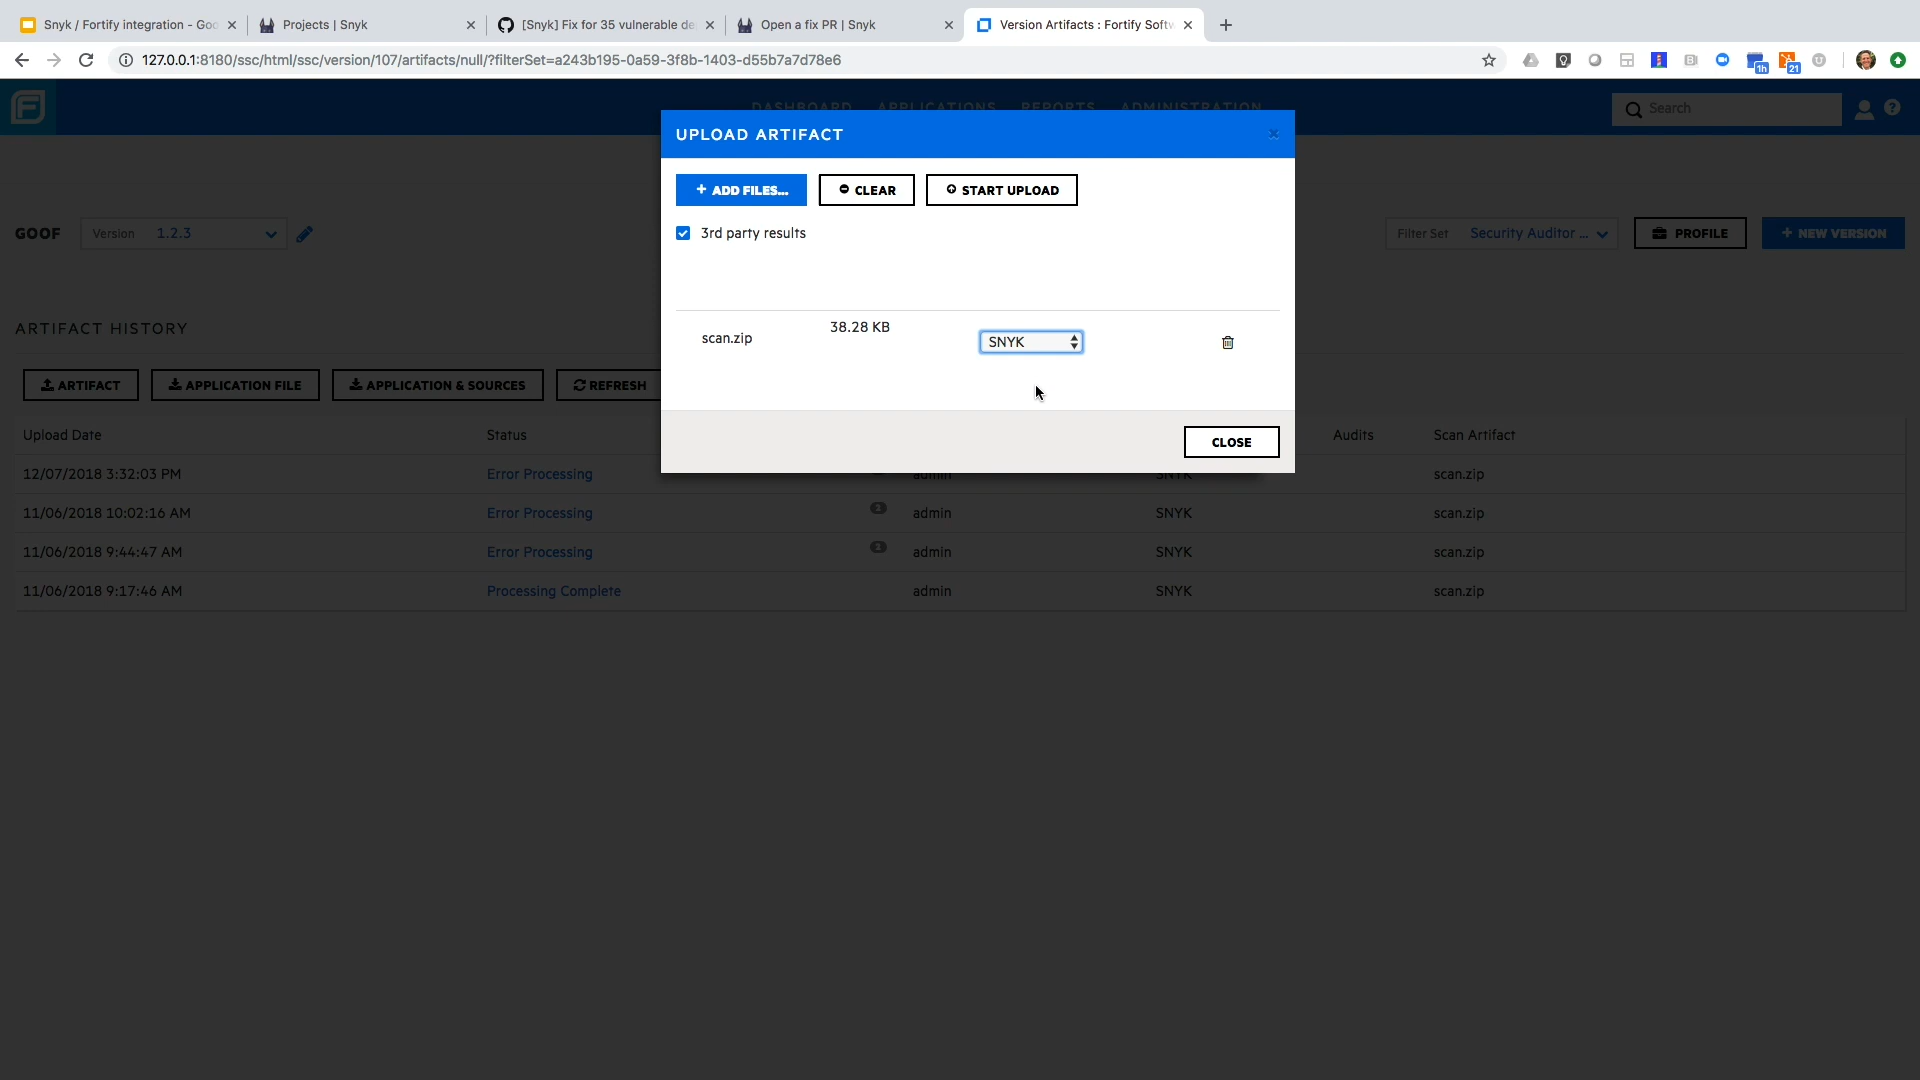 Snyk / Fortify integration - Goo
Projects | Snyk
[Snyk] Fix for 35 vulnerable de
Open a fix PR | Snyk
Version Artifacts : Fortify Softw
127.0.0.1:8180/ssc/html/ssc/version/107/artifacts/null/?filterSet=a243b195-0a59-3f8b-1403-d55b7a7d78e6
1h
21
DASHBOARD APPLICATIONS REPORTS ADMINISTRATION
Search
UPLOAD ARTIFACT
+ ADD FILES...
CLEAR
START UPLOAD
3rd party results
GOOF
Version 1.2.3
Filter Set Security Auditor ...
PROFILE
+ NEW VERSION
scan.zip
38.28 KB
SNYK
CLOSE
ARTIFACT HISTORY
ARTIFACT
APPLICATION FILE
APPLICATION & SOURCES
REFRESH
Upload Date Status Audits Scan Artifact
12/07/2018 3:32:03 PM Error Processing admin SNYK scan.zip
11/06/2018 10:02:16 AM Error Processing 2 admin SNYK scan.zip
11/06/2018 9:44:47 AM Error Processing 2 admin SNYK scan.zip
11/06/2018 9:17:46 AM Processing Complete admin SNYK scan.zip